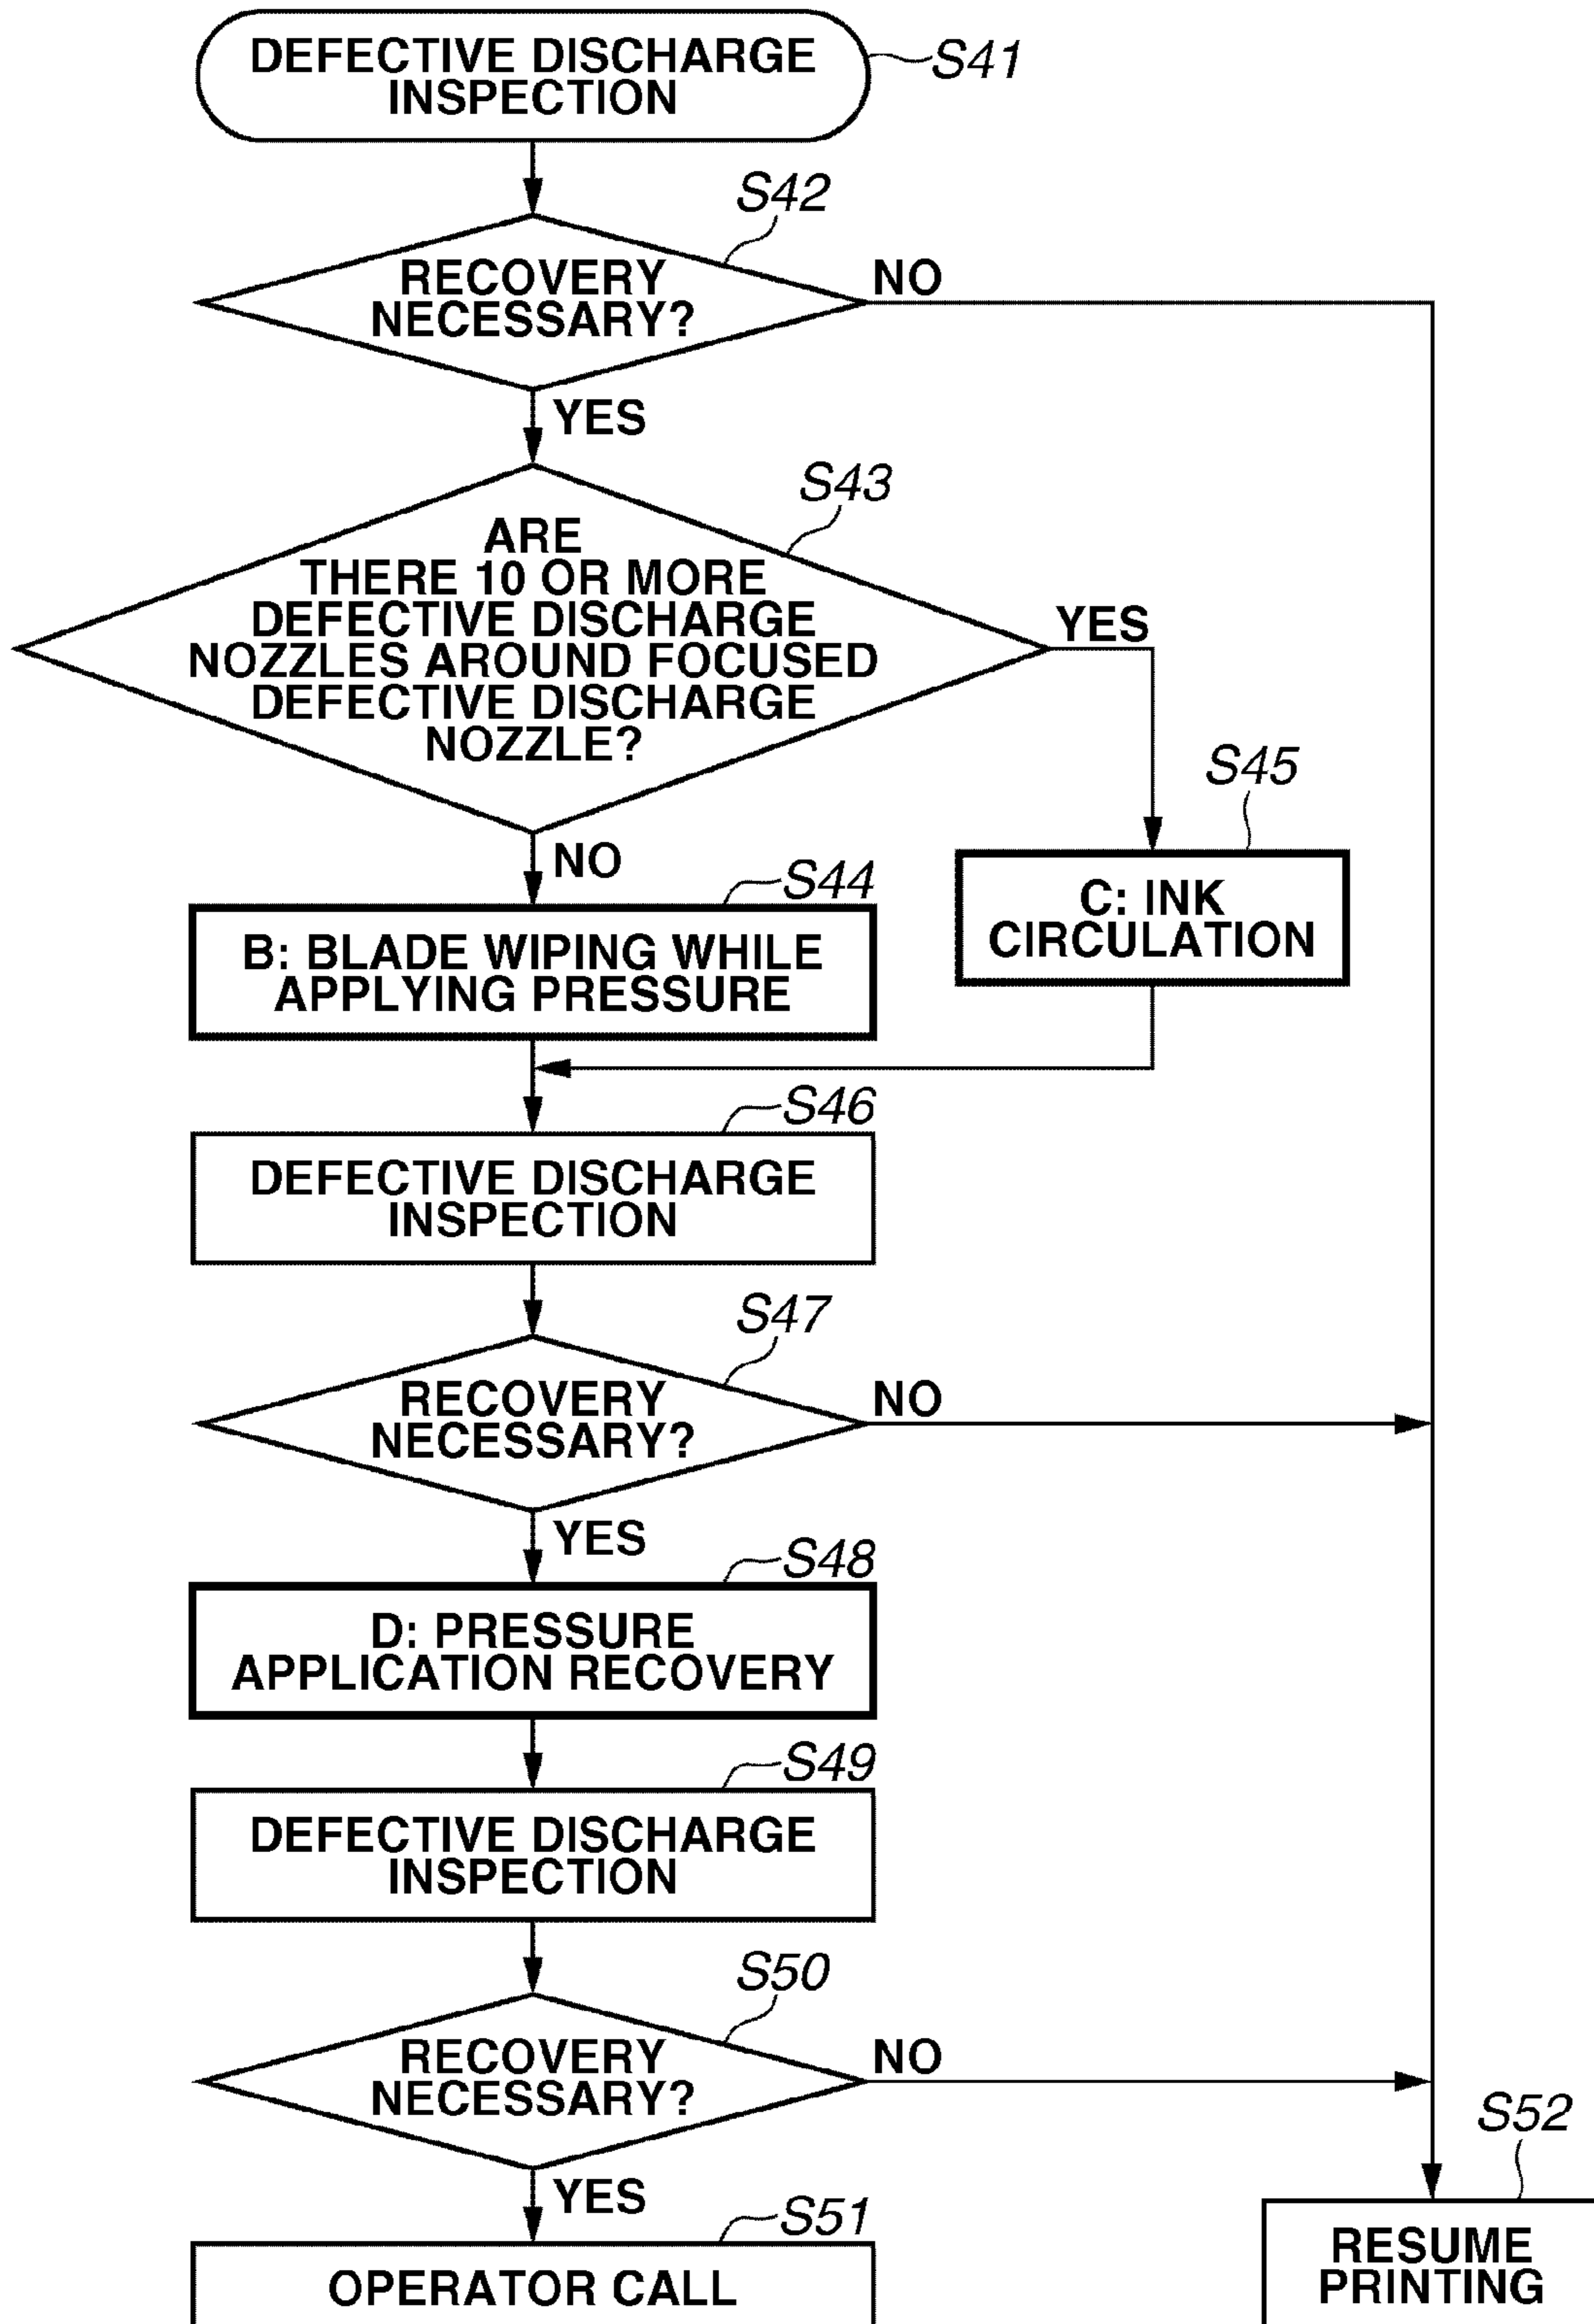 DEFECTIVE DISCHARGE
INSPECTION
S41
S42
RECOVERY
NECESSARY?
NO
YES
S43
ARE
THERE 10 OR MORE
DEFECTIVE DISCHARGE
NOZZLES AROUND FOCUSED
DEFECTIVE DISCHARGE
NOZZLE?
YES
NO
S45
C: INK
CIRCULATION
S44
B: BLADE WIPING WHILE
APPLYING PRESSURE
S46
DEFECTIVE DISCHARGE
INSPECTION
S47
RECOVERY
NECESSARY?
NO
YES
S48
D: PRESSURE
APPLICATION RECOVERY
S49
DEFECTIVE DISCHARGE
INSPECTION
S50
RECOVERY
NECESSARY?
NO
YES
S51
OPERATOR CALL
S52
RESUME
PRINTING